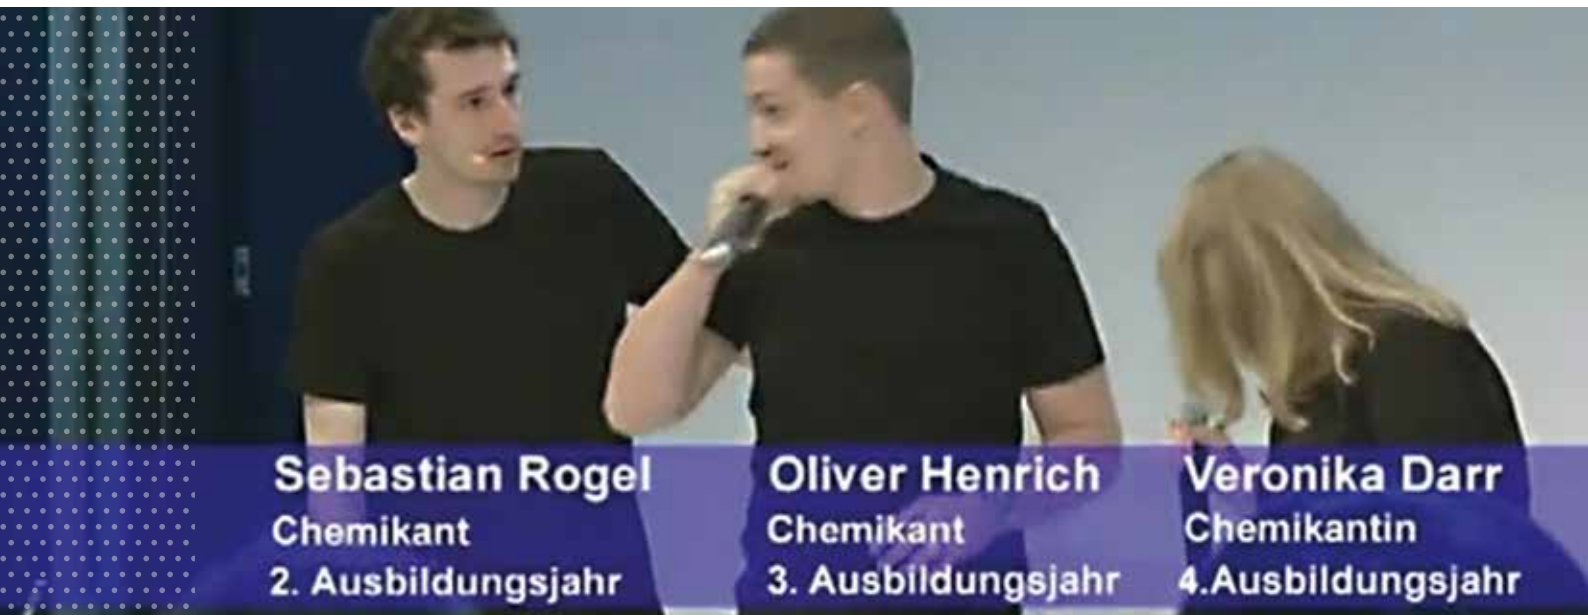 Sebastian Rogel
Chemikant
2. Ausbildungsjahr
Oliver Henrich
Chemikant
3. Ausbildungsjahr
Veronika Darr
Chemikantin
4.Ausbildungsjahr